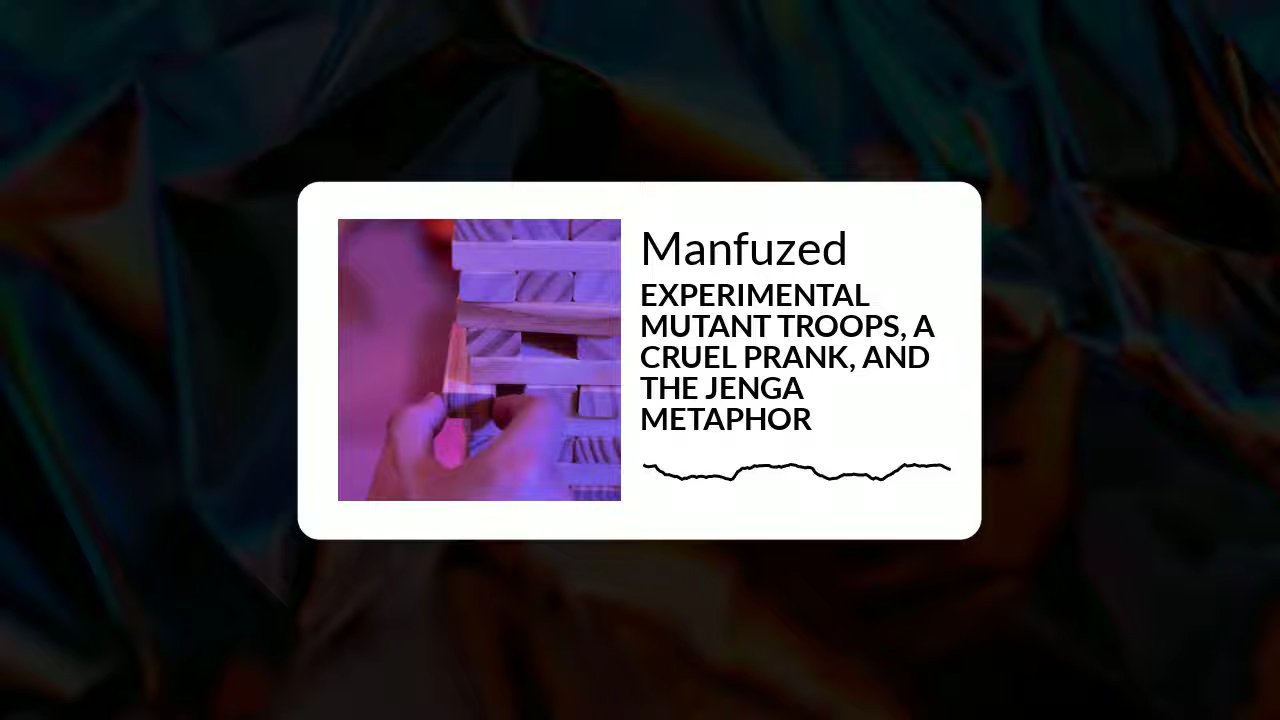 Manfuzed
EXPERIMENTAL
MUTANT TROOPS, A
CRUEL PRANK, AND
THE JENGA
METAPHOR